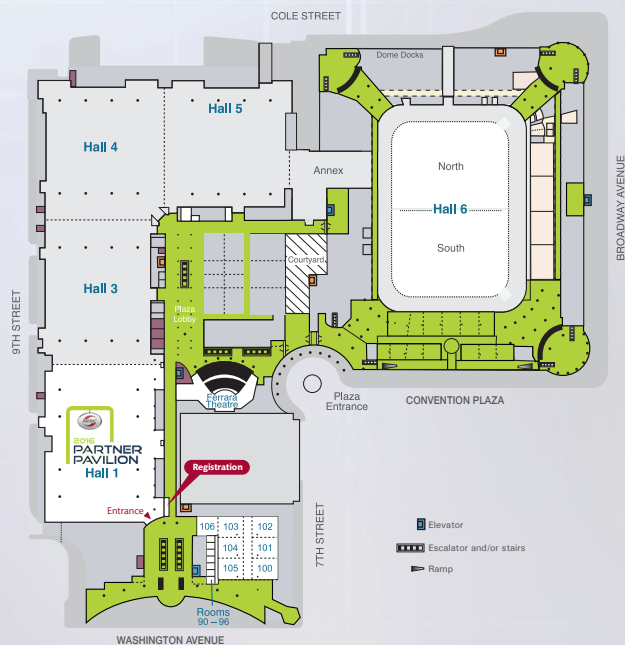 COLE STREET
Dome Docks
Hall 5
Hall 4
Annex
North
Hall 6
South
BROADWAY AVENUE
Courtyard
Hall 3
Plaza
Lobby
9TH STREET
Ferrara
Theatre
Plaza
Entrance
CONVENTION PLAZA
2016
PARTNER
PAVILION
Hall 1
Registration
Entrance
7TH STREET
106 103 102
104 101
105 100
Elevator
Escalator and/or stairs
Ramp
Rooms
90 – 96
WASHINGTON AVENUE